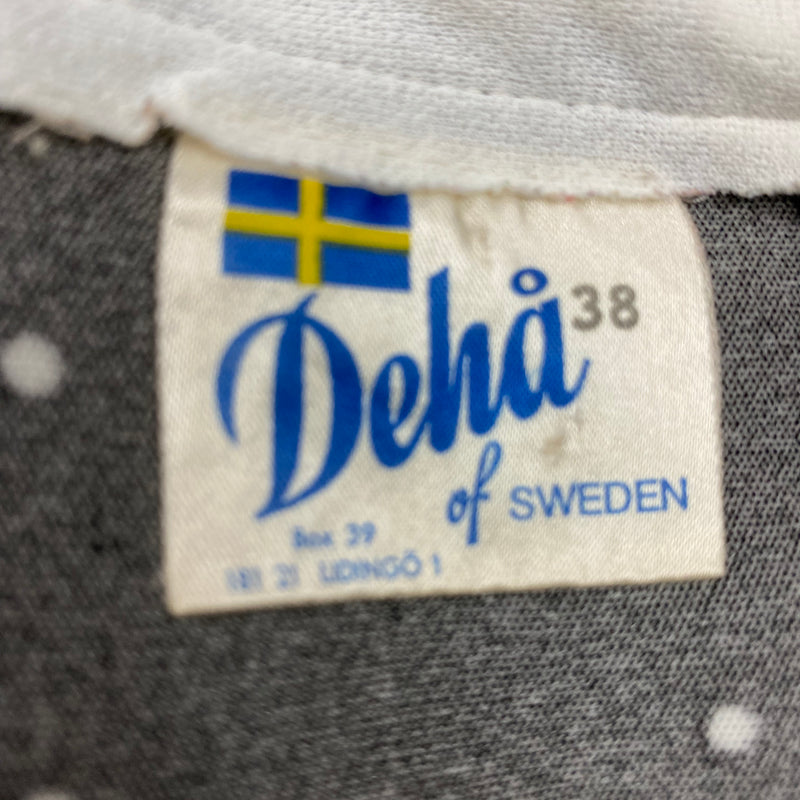 Dehå 38
of SWEDEN
Box 39
181 21 LIDINGÖ 1